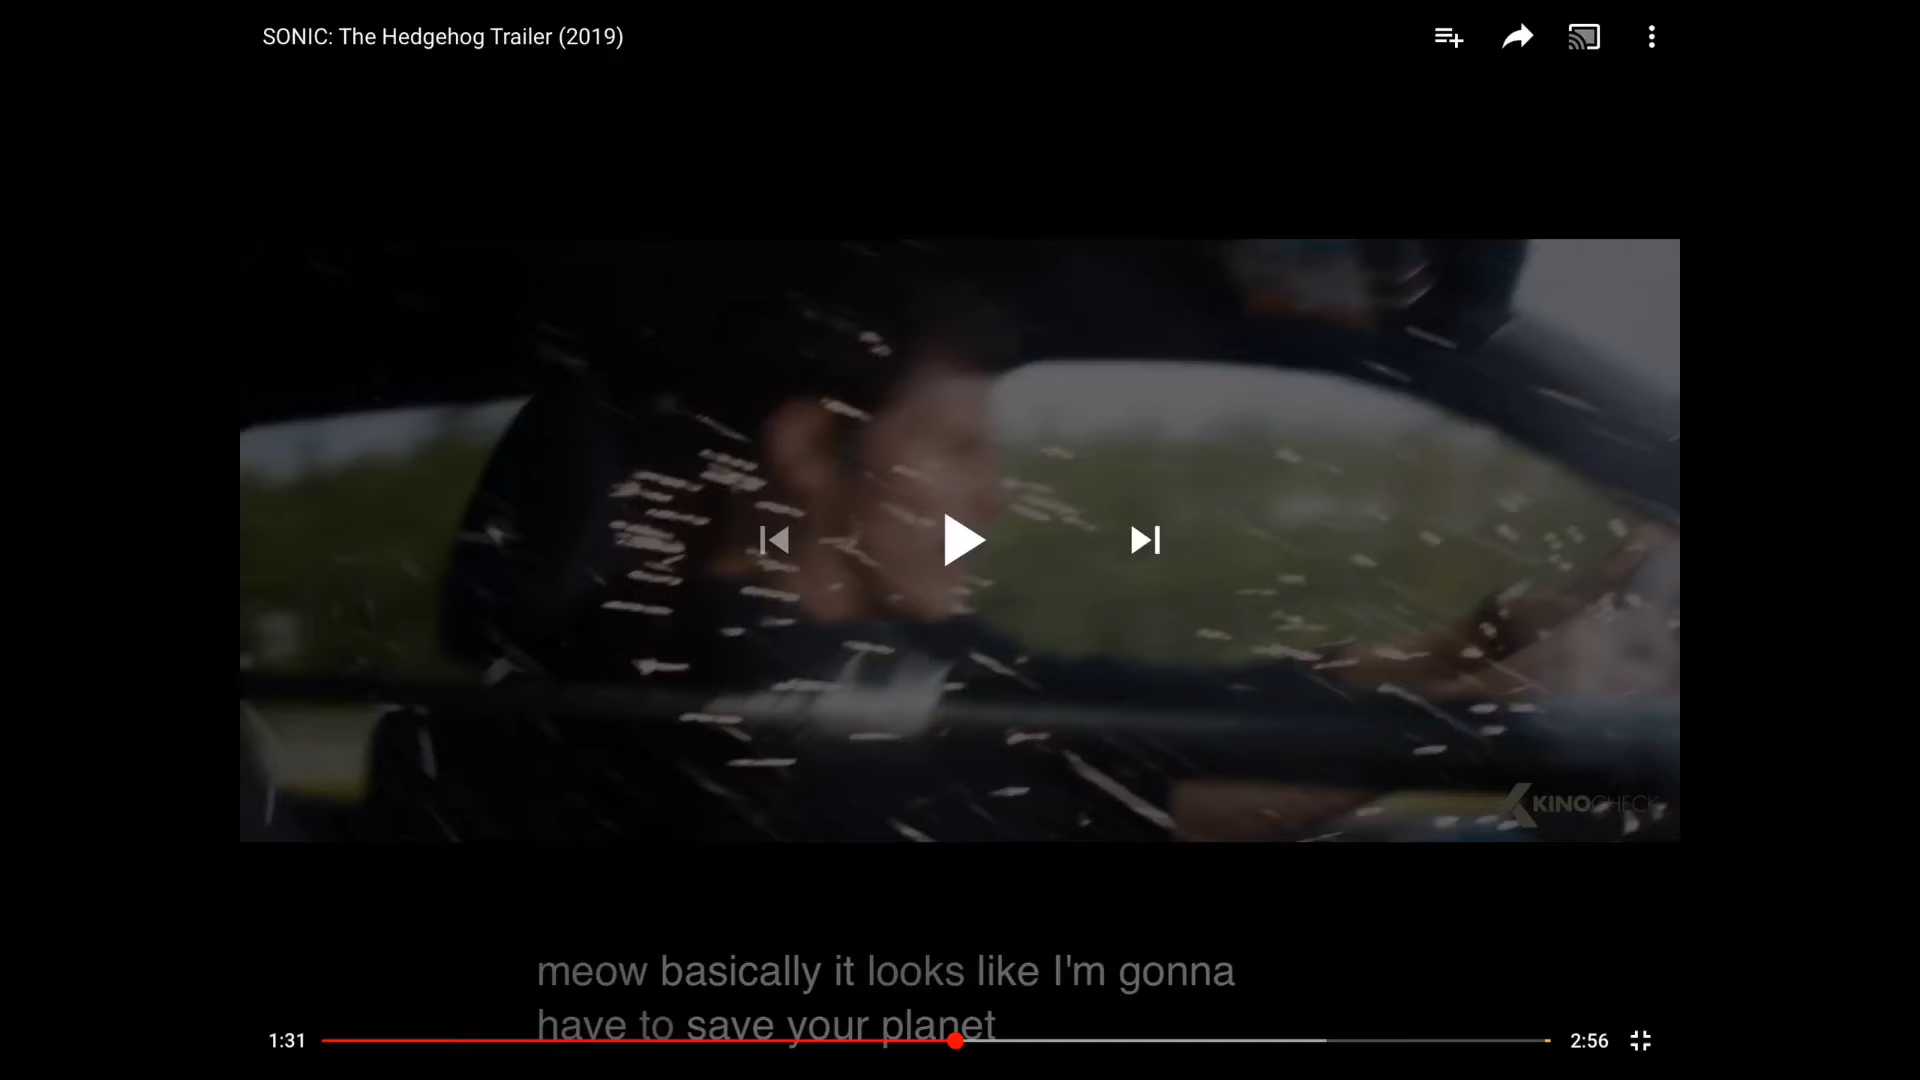 SONIC: The Hedgehog Trailer (2019)
KINOCHECK
meow basically it looks like I'm gonna
have to save your planet
1:31
2:56